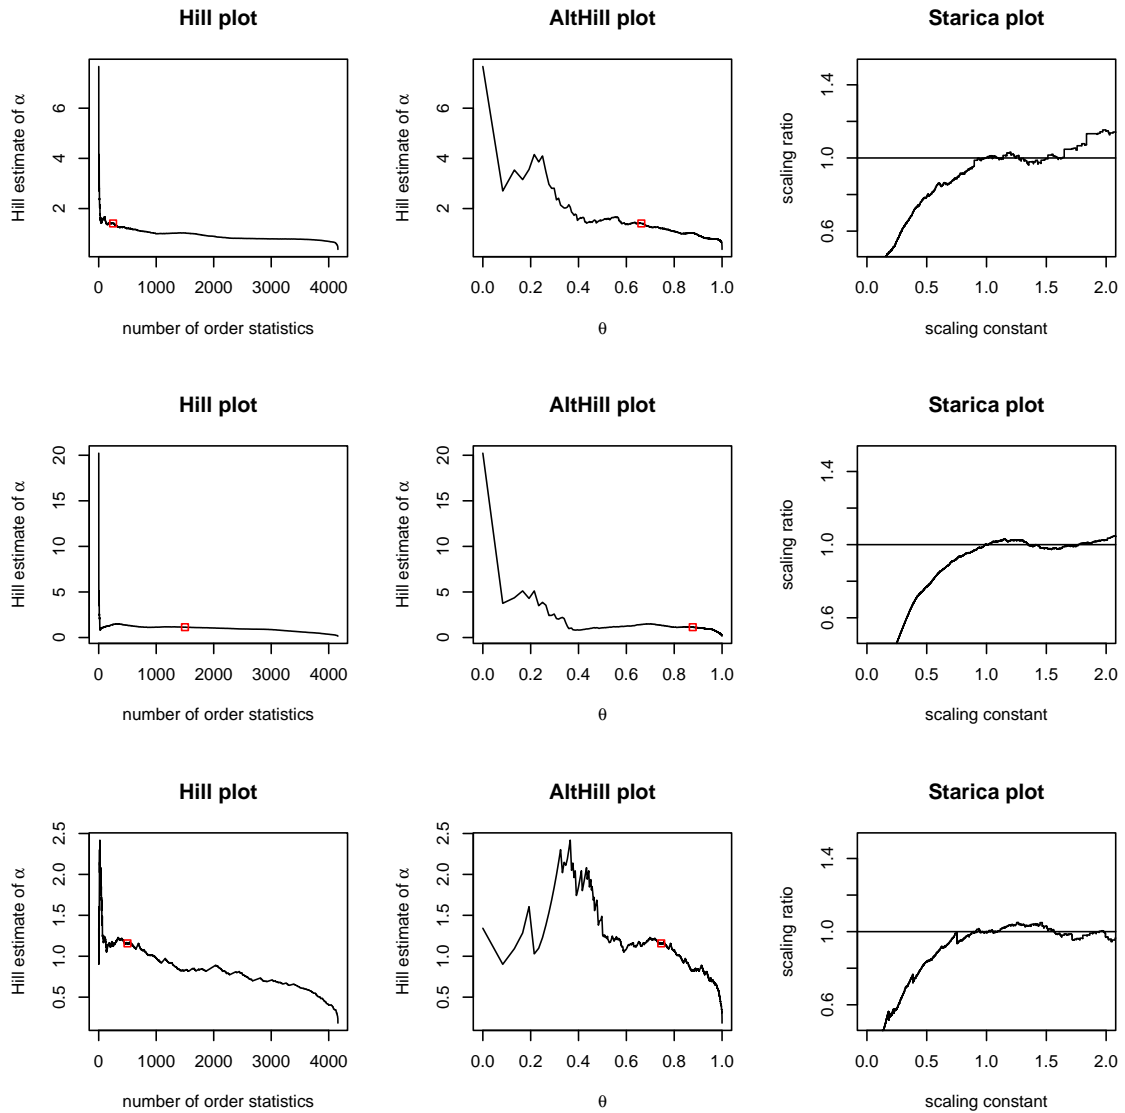 Hill plot
AltHill plot
Starica plot
Hill estimate of α
2 4 6
0 1000 2000 3000 4000
number of order statistics
Hill estimate of α
2 4 6
0.0 0.2 0.4 0.6 0.8 1.0
θ
scaling ratio
0.6 1.0 1.4
0.0 0.5 1.0 1.5 2.0
scaling constant
Hill plot
AltHill plot
Starica plot
Hill estimate of α
0 5 10 15 20
0 1000 2000 3000 4000
number of order statistics
Hill estimate of α
0 5 10 15 20
0.0 0.2 0.4 0.6 0.8 1.0
θ
scaling ratio
0.6 1.0 1.4
0.0 0.5 1.0 1.5 2.0
scaling constant
Hill plot
AltHill plot
Starica plot
Hill estimate of α
0.5 1.0 1.5 2.0 2.5
0 1000 2000 3000 4000
number of order statistics
Hill estimate of α
0.5 1.0 1.5 2.0 2.5
0.0 0.2 0.4 0.6 0.8 1.0
θ
scaling ratio
0.6 1.0 1.4
0.0 0.5 1.0 1.5 2.0
scaling constant